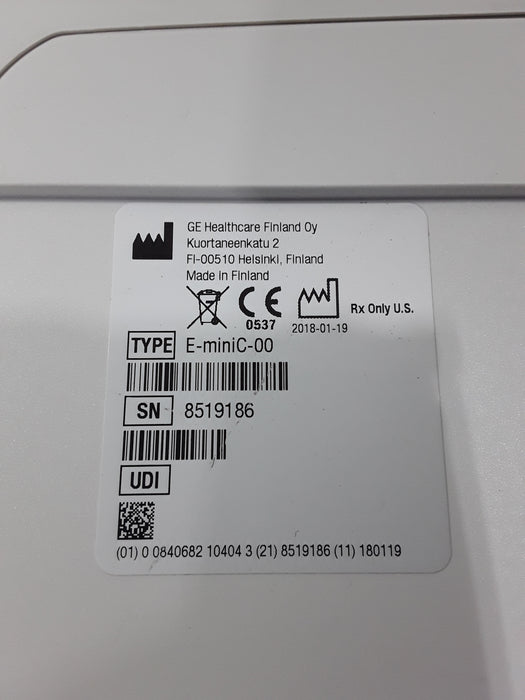 GE Healthcare Finland Oy
Kuortaneenkatu 2
FI-00510 Helsinki, Finland
Made in Finland
CE
0537
2018-01-19
Rx Only U.S.
TYPE E-miniC-00
SN 8519186
UDI
(01) 0 0840682 10404 3 (21) 8519186 (11) 180119